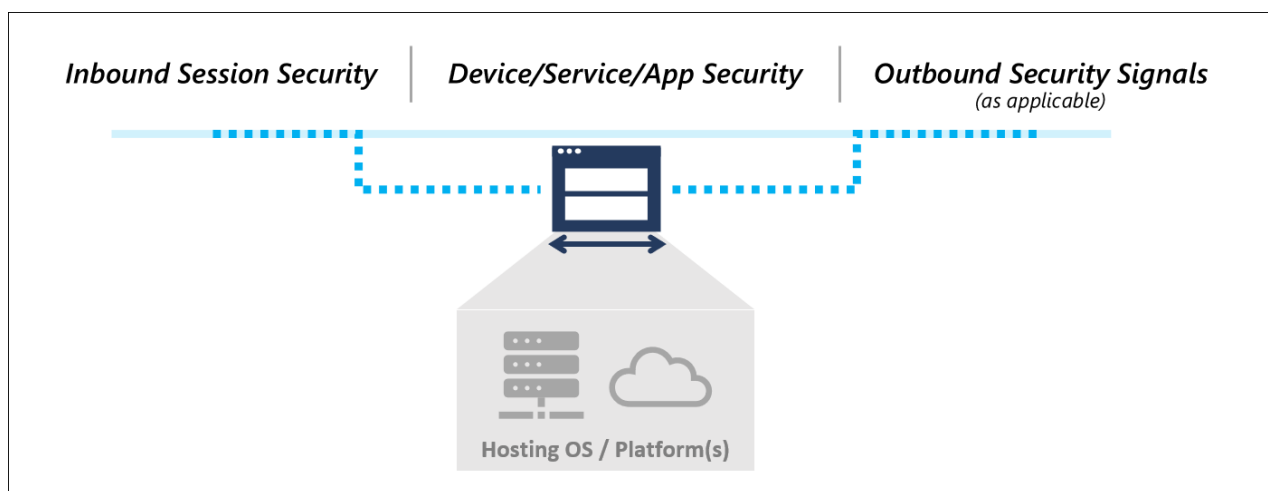 Inbound Session Security
Device/Service/App Security
Outbound Security Signals
(as applicable)
Hosting OS / Platform(s)